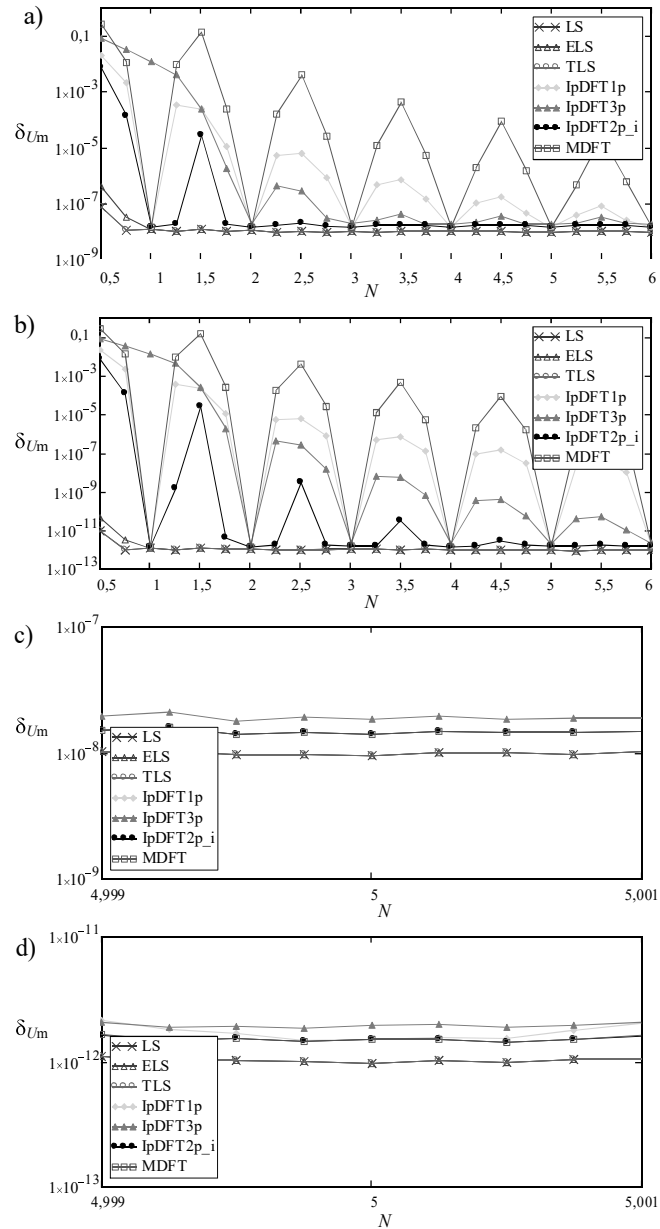 a)
0,1
1×10⁻³
1×10⁻⁵
1×10⁻⁷
1×10⁻⁹
δUm
LS
ELS
TLS
IpDFT1p
IpDFT3p
IpDFT2p_i
MDFT
0,5 1 1,5 2 2,5 3 3,5 4 4,5 5 5,5 6
N
b)
0,1
1×10⁻³
1×10⁻⁵
1×10⁻⁷
1×10⁻⁹
1×10⁻¹¹
1×10⁻¹³
δUm
LS
ELS
TLS
IpDFT1p
IpDFT3p
IpDFT2p_i
MDFT
0,5 1 1,5 2 2,5 3 3,5 4 4,5 5 5,5 6
N
c)
1×10⁻⁷
1×10⁻⁸
1×10⁻⁹
δUm
LS
ELS
TLS
IpDFT1p
IpDFT3p
IpDFT2p_i
MDFT
4,999 5 5,001
N
d)
1×10⁻¹¹
1×10⁻¹²
1×10⁻¹³
δUm
LS
ELS
TLS
IpDFT1p
IpDFT3p
IpDFT2p_i
MDFT
4,999 5 5,001
N